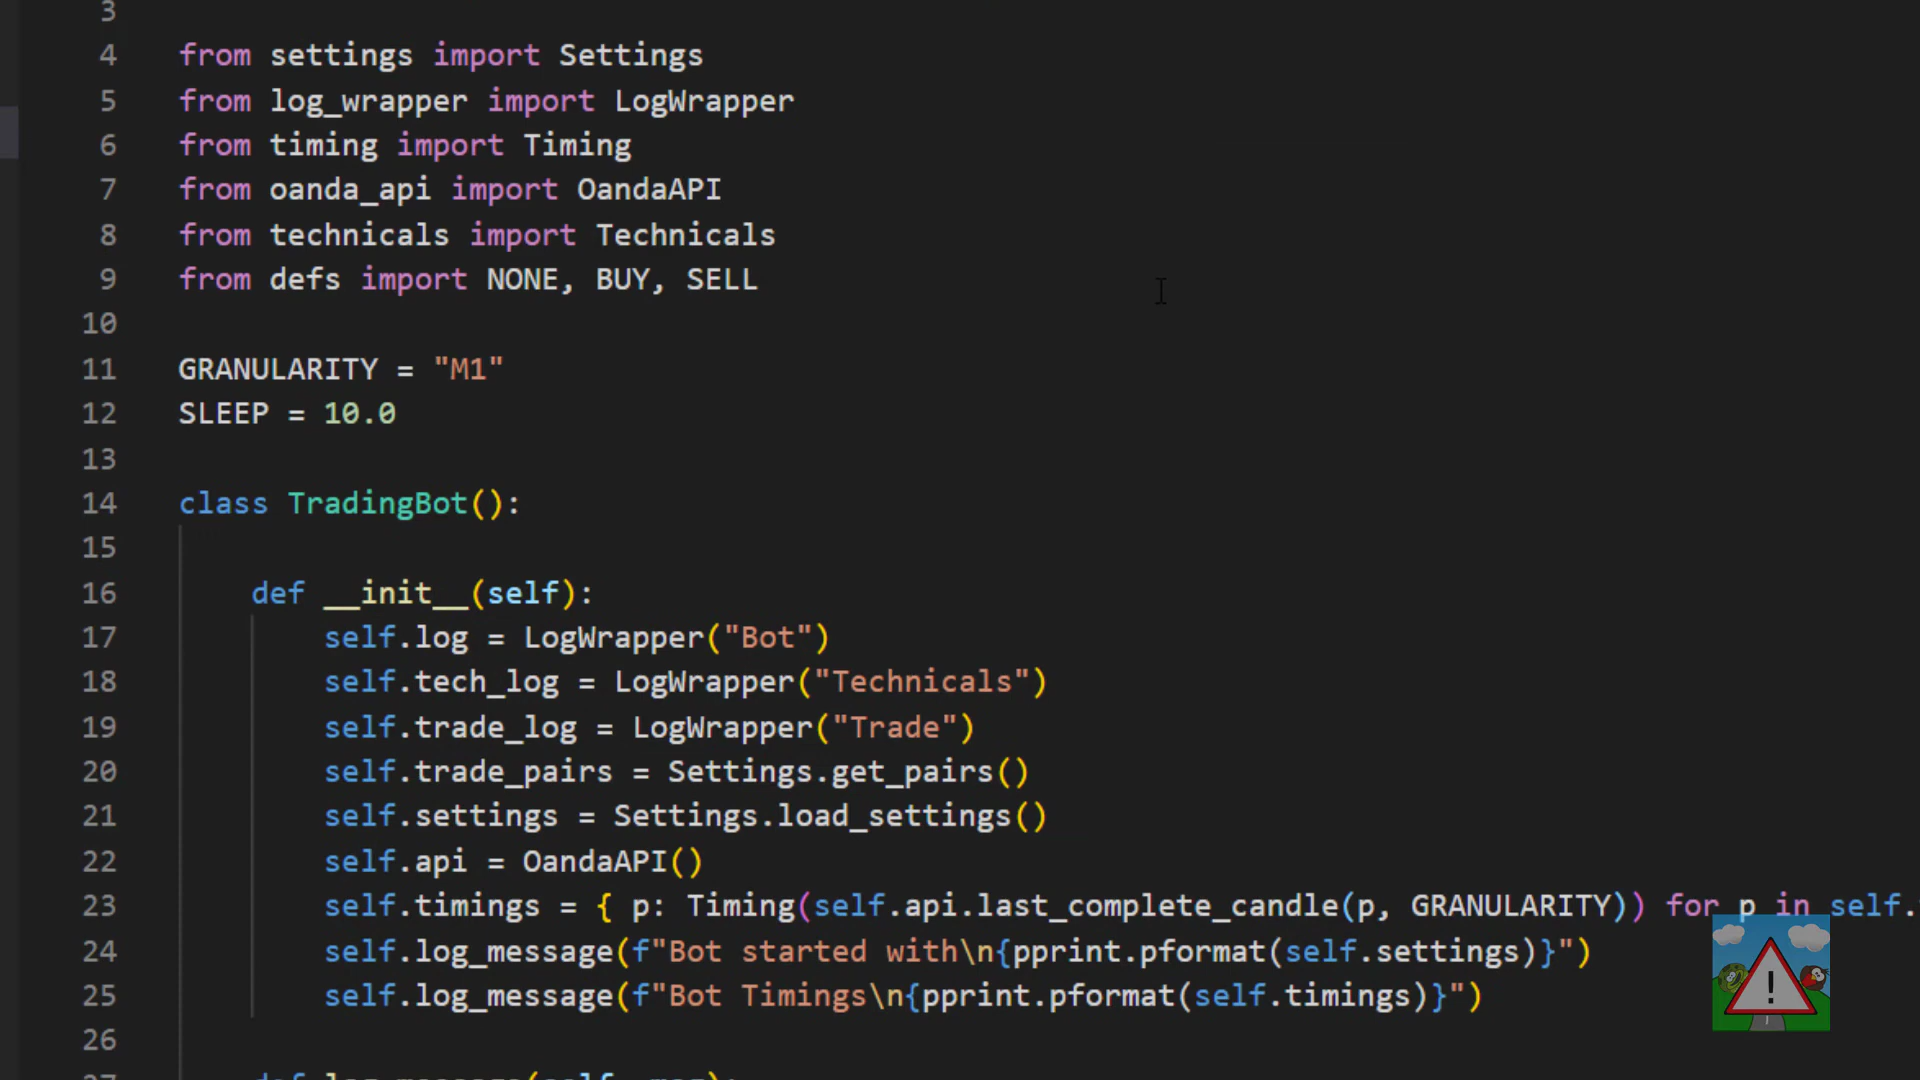 3
4 from settings import Settings
5 from log_wrapper import LogWrapper
6 from timing import Timing
7 from oanda_api import OandaAPI
8 from technicals import Technicals
9 from defs import NONE, BUY, SELL
10
11 GRANULARITY = "M1"
12 SLEEP = 10.0
13
14 class TradingBot():
15
16     def __init__(self):
17         self.log = LogWrapper("Bot")
18         self.tech_log = LogWrapper("Technicals")
19         self.trade_log = LogWrapper("Trade")
20         self.trade_pairs = Settings.get_pairs()
21         self.settings = Settings.load_settings()
22         self.api = OandaAPI()
23         self.timings = { p: Timing(self.api.last_complete_candle(p, GRANULARITY)) for p in self.
24         self.log_message(f"Bot started with\n{pprint.pformat(self.settings)}")
25         self.log_message(f"Bot Timings\n{pprint.pformat(self.timings)}")
26